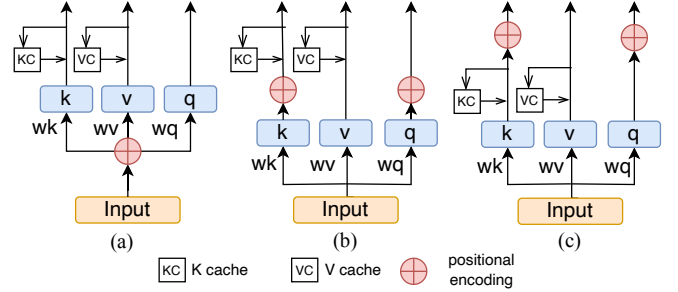 KC VC KC VC
KC VC
k v q
k v q k v q
wk wv wq wk wv wq wk wv wq
Input Input Input
(a) (b) (c)
KC K cache VC V cache positional
encoding